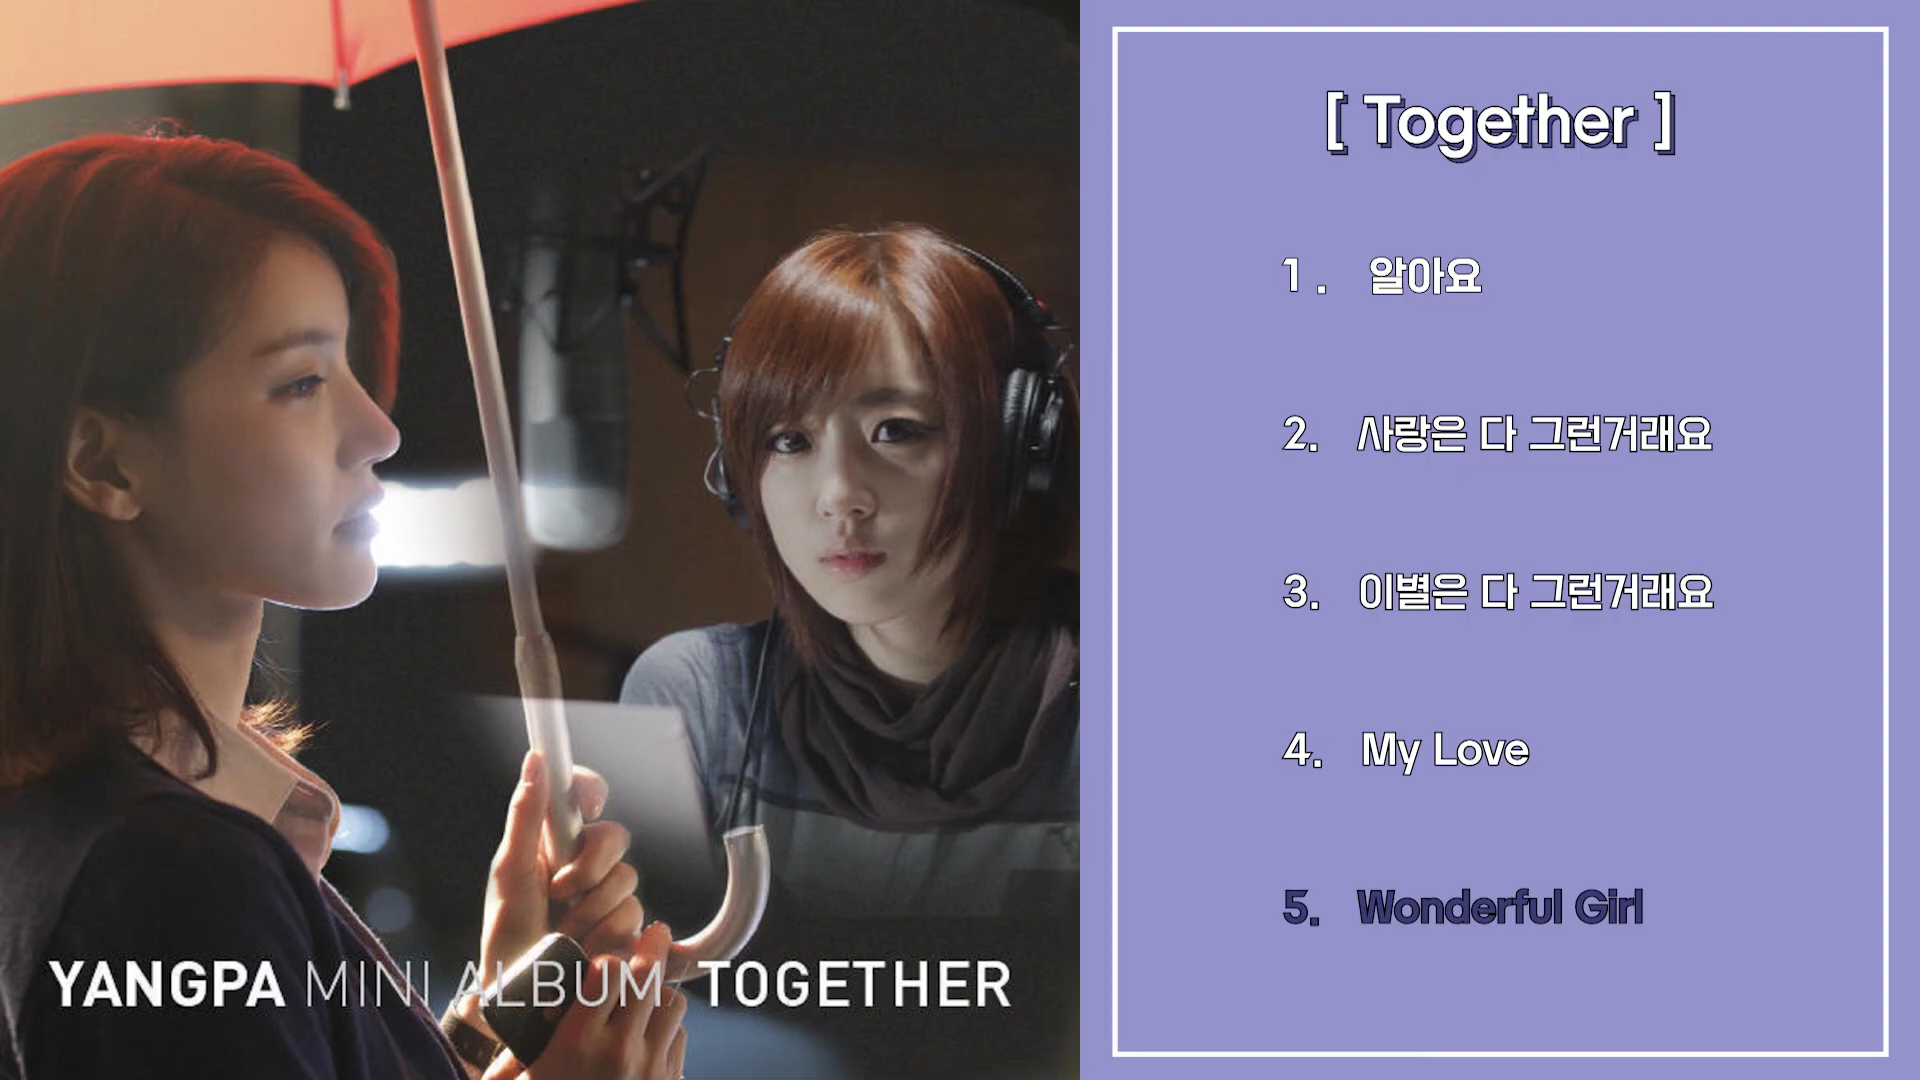 YANGPA MINI ALBUM / TOGETHER
[ Together ]
1. 알아요
2. 사랑은 다 그런거래요
3. 이별은 다 그런거래요
4. My Love
5. Wonderful Girl